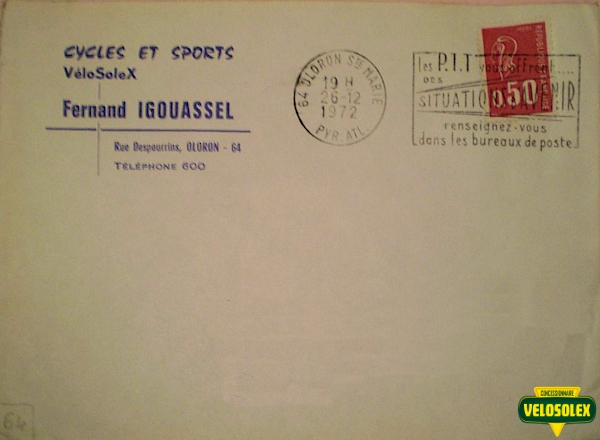 CYCLES ET SPORTS
VéloSoleX
Fernand IGOUASSEL
Rue Despourrins, OLORON - 64
TÉLÉPHONE 600
64 OLORON STE MARIE
19 H
26-12
1972
PYR. ATL.
les P.T.T vous offrent....
DES
SITUATIONS D'AVENIR
renseignez-vous
dans les bureaux de poste
0,50
64
CONCESSIONNAIRE
VELOSOLEX